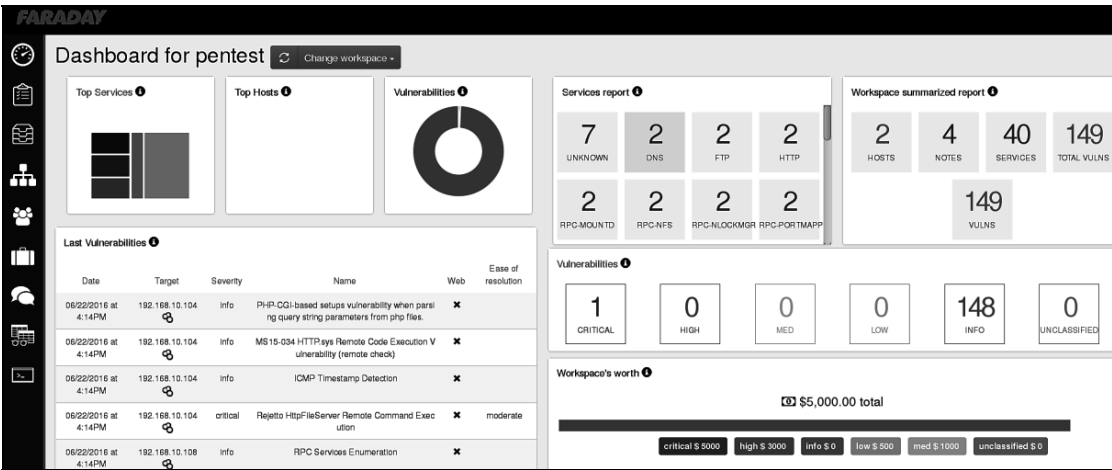 FARADAY
Dashboard for pentest
Change workspace
Top Services
Top Hosts
Vulnerabilities
Services report
7 2 2 2
UNKNOWN DNS FTP HTTP
2 2 2 2
RPC-MOUNTD RPC-NFS RPC-NLOCKMGR RPC-PORTMAPP
Workspace summarized report
2 4 40 149
HOSTS NOTES SERVICES TOTAL VULNS
149
VULNS
Last Vulnerabilities
Date Target Severity Name Web Ease of
resolution
06/22/2016 at 192.168.10.104 info PHP-CGI-based setups vulnerability when parsi
4:14PM ng query string parameters from php files.
06/22/2016 at 192.168.10.104 info MS15-034 HTTP.sys Remote Code Execution V
4:14PM ulnerability (remote check)
06/22/2016 at 192.168.10.104 info ICMP Timestamp Detection
4:14PM
06/22/2016 at 192.168.10.104 critical Rejetto HttpFileServer Remote Command Exec moderate
4:14PM ution
06/22/2016 at 192.168.10.108 info RPC Services Enumeration
4:14PM
Vulnerabilities
1 0 0 0 148 0
CRITICAL HIGH MED LOW INFO UNCLASSIFIED
Workspace's worth
$5,000.00 total
critical $ 5000 high $ 3000 info $ 0 low $ 500 med $ 1000 unclassified $ 0